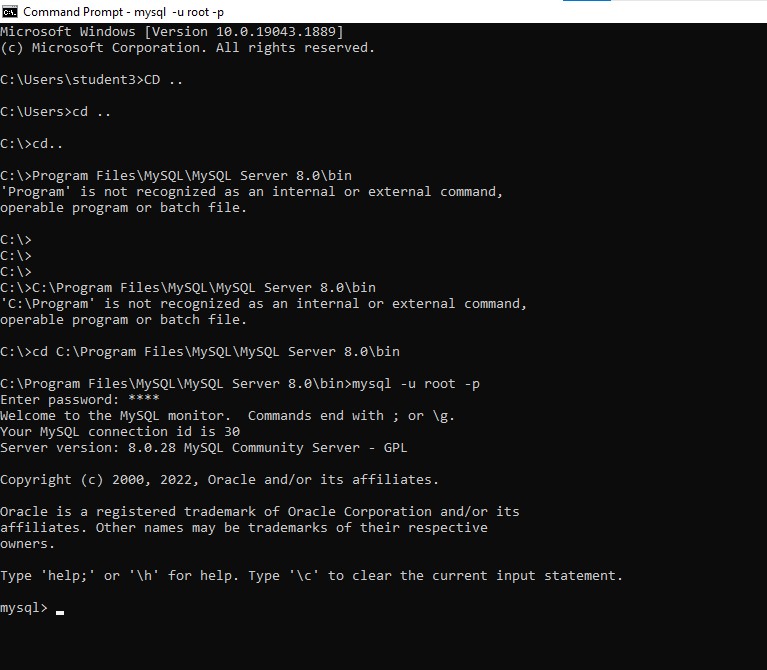 Command Prompt - mysql  -u root -p
Microsoft Windows [Version 10.0.19043.1889]
(c) Microsoft Corporation. All rights reserved.
C:\Users\student3>CD ..
C:\Users>cd ..
C:\>cd..
C:\>Program Files\MySQL\MySQL Server 8.0\bin
'Program' is not recognized as an internal or external command,
operable program or batch file.
C:\>
C:\>
C:\>
C:\>C:\Program Files\MySQL\MySQL Server 8.0\bin
'C:\Program' is not recognized as an internal or external command,
operable program or batch file.
C:\>cd C:\Program Files\MySQL\MySQL Server 8.0\bin
C:\Program Files\MySQL\MySQL Server 8.0\bin>mysql -u root -p
Enter password: ****
Welcome to the MySQL monitor.  Commands end with ; or \g.
Your MySQL connection id is 30
Server version: 8.0.28 MySQL Community Server - GPL
Copyright (c) 2000, 2022, Oracle and/or its affiliates.
Oracle is a registered trademark of Oracle Corporation and/or its
affiliates. Other names may be trademarks of their respective
owners.
Type 'help;' or '\h' for help. Type '\c' to clear the current input statement.
mysql> _